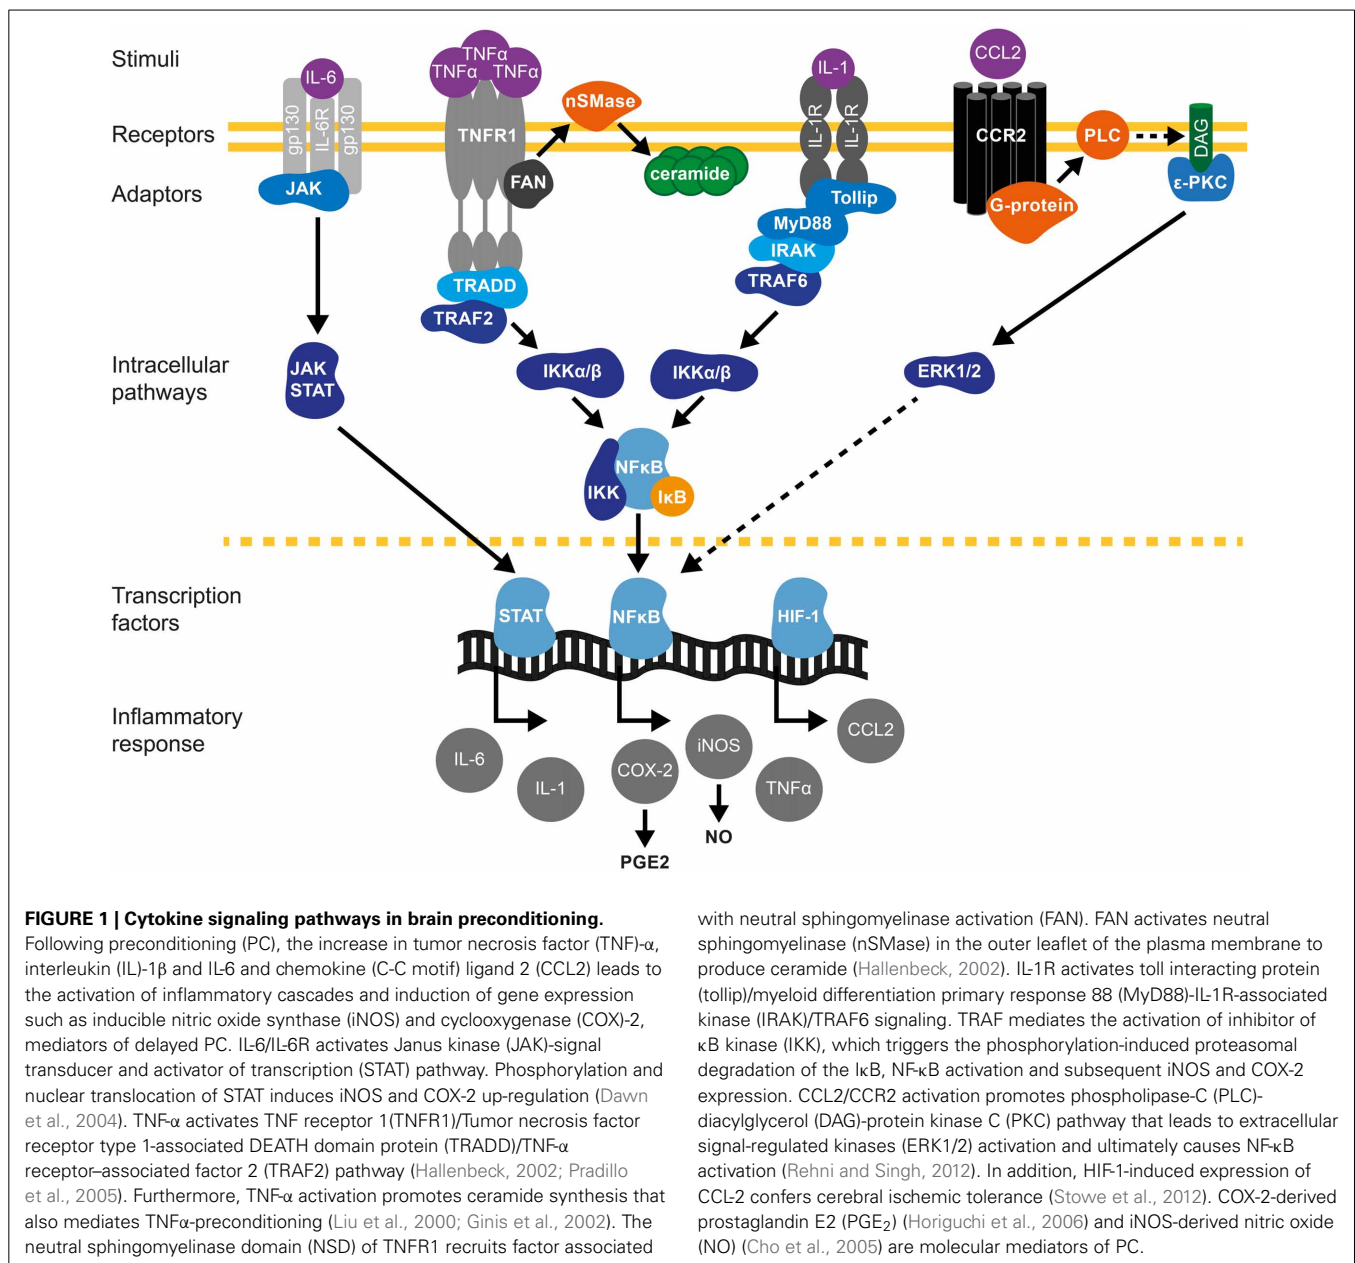 Stimuli
Receptors
Adaptors
Intracellular
pathways
Transcription
factors
Inflammatory
response
IL-6
gp130
IL-6R
gp130
JAK
JAK
STAT
TNFα
TNFα
TNFα
TNFR1
FAN
nSMase
ceramide
TRADD
TRAF2
IKKα/β
IL-1
IL-1R
IL-1R
Tollip
MyD88
IRAK
TRAF6
IKKα/β
CCL2
CCR2
G-protein
PLC
DAG
ε-PKC
ERK1/2
NFκB
IKK
IκB
STAT
NFκB
HIF-1
IL-6
IL-1
COX-2
iNOS
TNFα
CCL2
NO
PGE2
FIGURE 1 | Cytokine signaling pathways in brain preconditioning.
Following preconditioning (PC), the increase in tumor necrosis factor (TNF)-α,
interleukin (IL)-1β and IL-6 and chemokine (C-C motif) ligand 2 (CCL2) leads to
the activation of inflammatory cascades and induction of gene expression
such as inducible nitric oxide synthase (iNOS) and cyclooxygenase (COX)-2,
mediators of delayed PC. IL-6/IL-6R activates Janus kinase (JAK)-signal
transducer and activator of transcription (STAT) pathway. Phosphorylation and
nuclear translocation of STAT induces iNOS and COX-2 up-regulation (Dawn
et al., 2004). TNF-α activates TNF receptor 1(TNFR1)/Tumor necrosis factor
receptor type 1-associated DEATH domain protein (TRADD)/TNF-α
receptor–associated factor 2 (TRAF2) pathway (Hallenbeck, 2002; Pradillo
et al., 2005). Furthermore, TNF-α activation promotes ceramide synthesis that
also mediates TNFα-preconditioning (Liu et al., 2000; Ginis et al., 2002). The
neutral sphingomyelinase domain (NSD) of TNFR1 recruits factor associated
with neutral sphingomyelinase activation (FAN). FAN activates neutral
sphingomyelinase (nSMase) in the outer leaflet of the plasma membrane to
produce ceramide (Hallenbeck, 2002). IL-1R activates toll interacting protein
(tollip)/myeloid differentiation primary response 88 (MyD88)-IL-1R-associated
kinase (IRAK)/TRAF6 signaling. TRAF mediates the activation of inhibitor of
κB kinase (IKK), which triggers the phosphorylation-induced proteasomal
degradation of the IκB, NF-κB activation and subsequent iNOS and COX-2
expression. CCL2/CCR2 activation promotes phospholipase-C (PLC)-
diacylglycerol (DAG)-protein kinase C (PKC) pathway that leads to extracellular
signal-regulated kinases (ERK1/2) activation and ultimately causes NF-κB
activation (Rehni and Singh, 2012). In addition, HIF-1-induced expression of
CCL-2 confers cerebral ischemic tolerance (Stowe et al., 2012). COX-2-derived
prostaglandin E2 (PGE₂) (Horiguchi et al., 2006) and iNOS-derived nitric oxide
(NO) (Cho et al., 2005) are molecular mediators of PC.